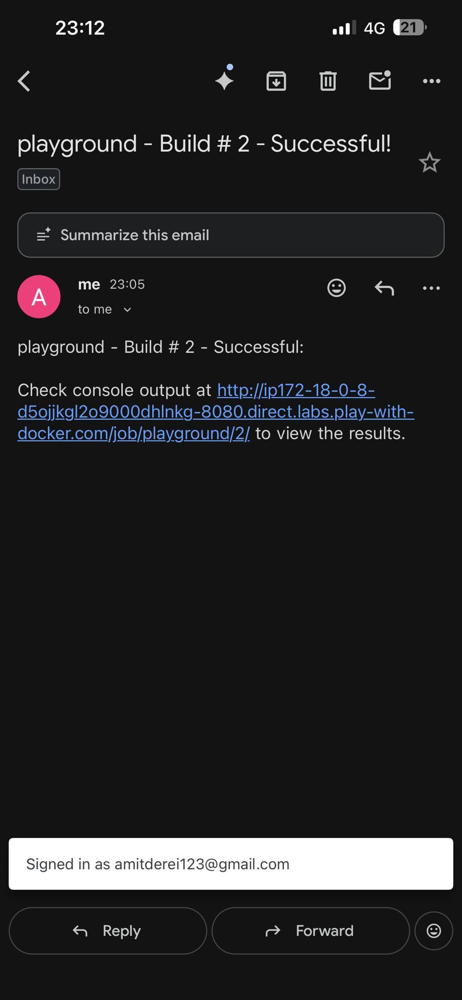 23:12
4G
21
playground - Build # 2 - Successful!
Inbox
Summarize this email
A
me 23:05
to me
playground - Build # 2 - Successful:
Check console output at http://ip172-18-0-8-
d5ojjkgl2o9000dhlnkg-8080.direct.labs.play-with-
docker.com/job/playground/2/ to view the results.
Signed in as amitderei123@gmail.com
Reply
Forward